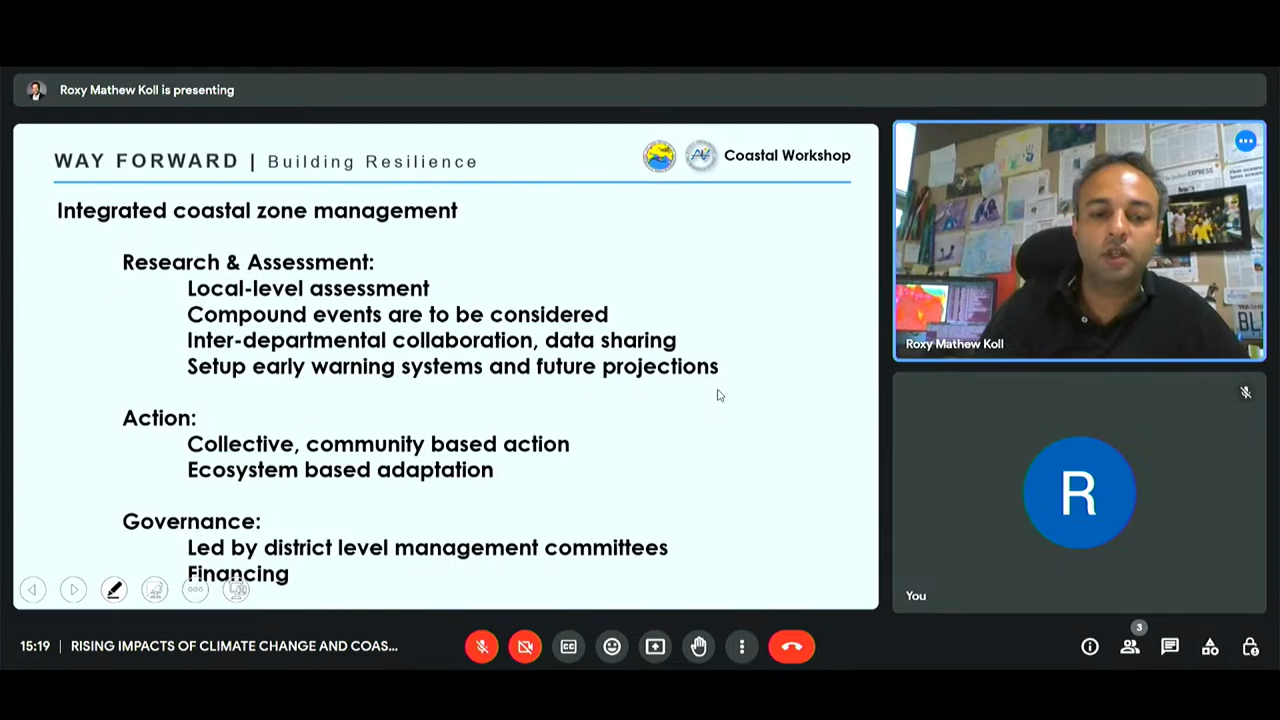 Roxy Mathew Koll is presenting
WAY FORWARD | Building Resilience
Coastal Workshop
Integrated coastal zone management
Research & Assessment:
Local-level assessment
Compound events are to be considered
Inter-departmental collaboration, data sharing
Setup early warning systems and future projections
Action:
Collective, community based action
Ecosystem based adaptation
Governance:
Led by district level management committees
Financing
EXPRESS
Roxy Mathew Koll
R
You
15:19 | RISING IMPACTS OF CLIMATE CHANGE AND COAS...
CC
3